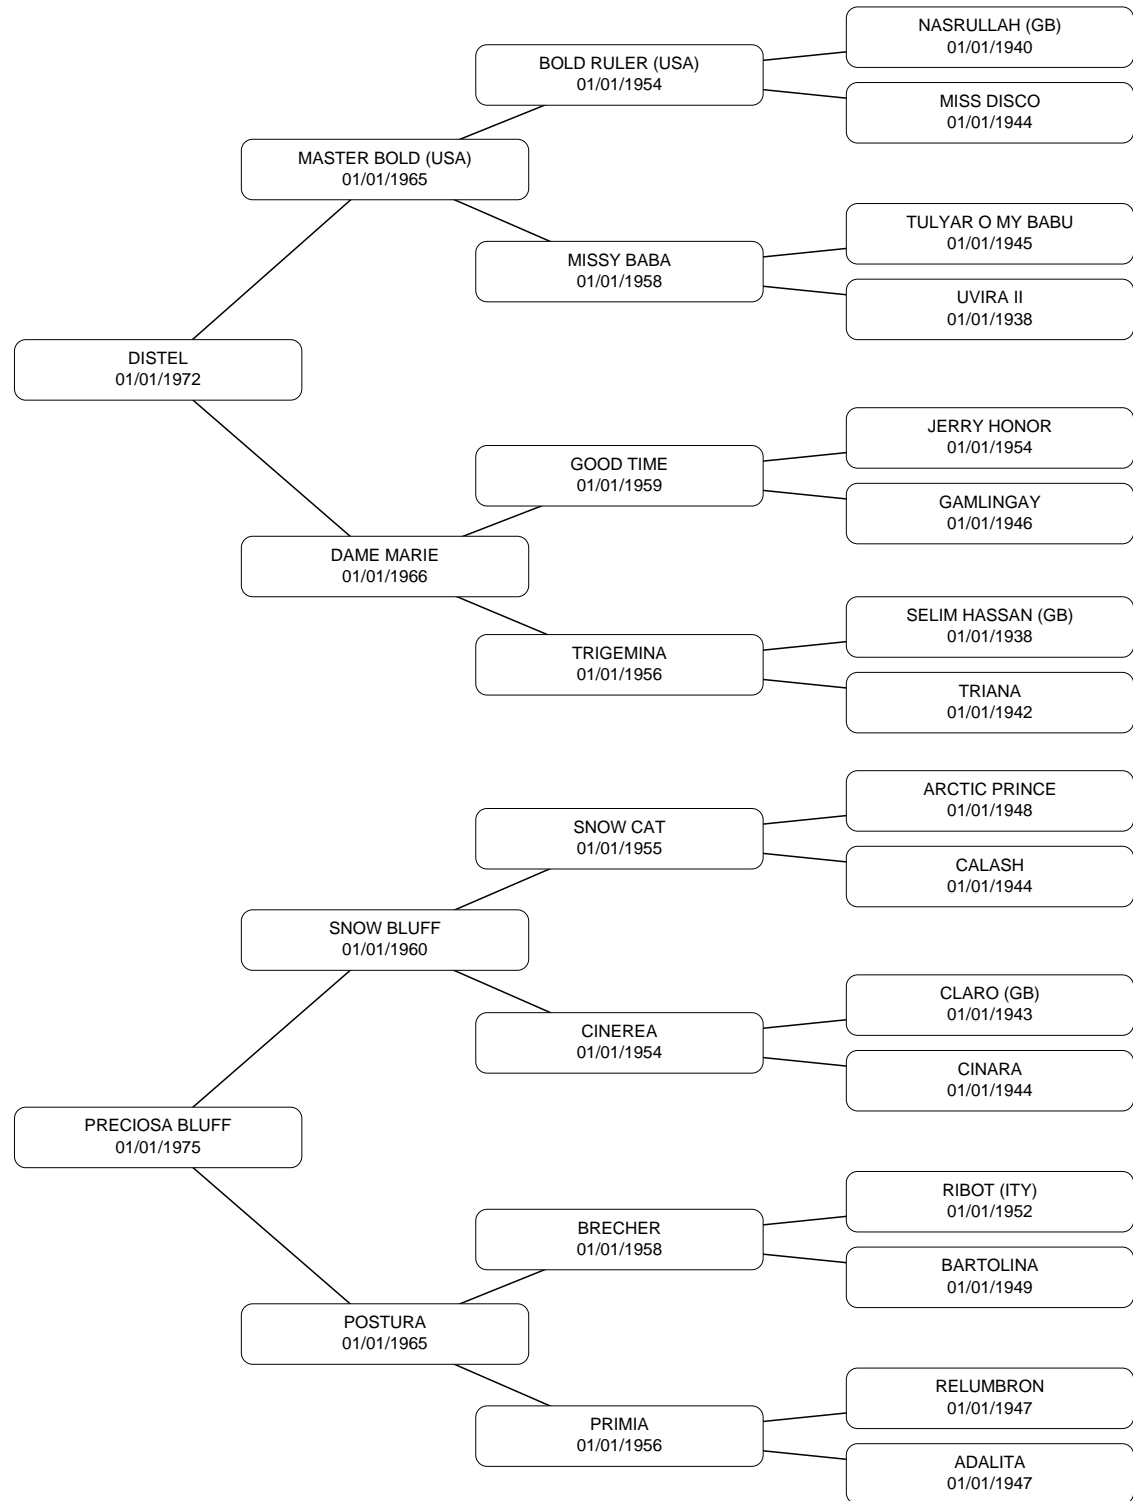 NASRULLAH (GB)
01/01/1940
BOLD RULER (USA)
01/01/1954
MISS DISCO
01/01/1944
MASTER BOLD (USA)
01/01/1965
TULYAR O MY BABU
01/01/1945
MISSY BABA
01/01/1958
UVIRA II
01/01/1938
DISTEL
01/01/1972
JERRY HONOR
01/01/1954
GOOD TIME
01/01/1959
GAMLINGAY
01/01/1946
DAME MARIE
01/01/1966
SELIM HASSAN (GB)
01/01/1938
TRIGEMINA
01/01/1956
TRIANA
01/01/1942
ARCTIC PRINCE
01/01/1948
SNOW CAT
01/01/1955
CALASH
01/01/1944
SNOW BLUFF
01/01/1960
CLARO (GB)
01/01/1943
CINEREA
01/01/1954
CINARA
01/01/1944
PRECIOSA BLUFF
01/01/1975
RIBOT (ITY)
01/01/1952
BRECHER
01/01/1958
BARTOLINA
01/01/1949
POSTURA
01/01/1965
RELUMBRON
01/01/1947
PRIMIA
01/01/1956
ADALITA
01/01/1947